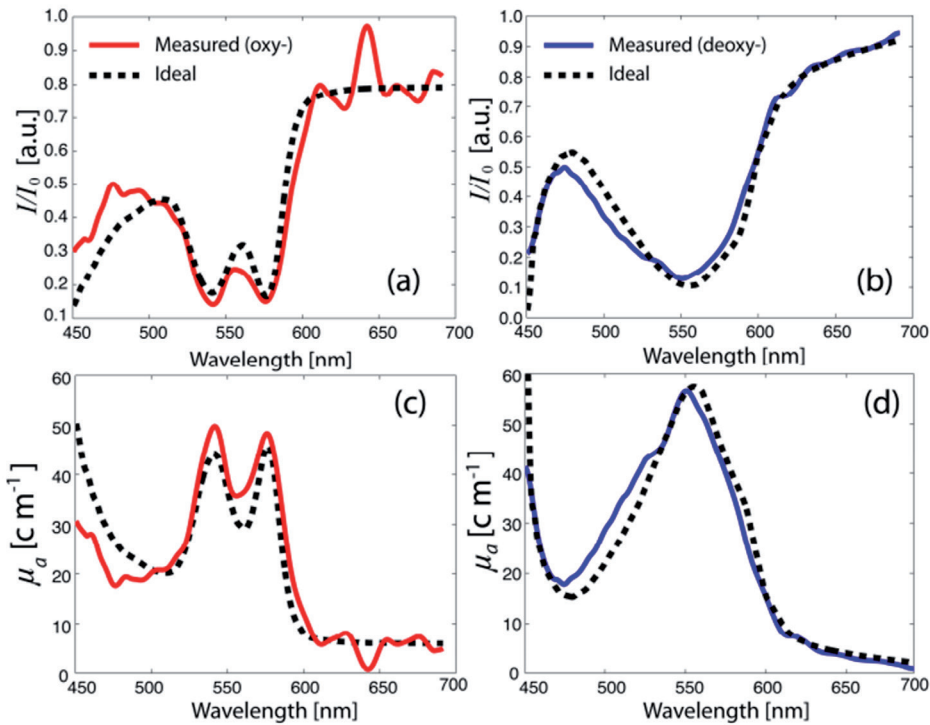 1.0
0.9
0.8
0.7
0.6
0.5
0.4
0.3
0.2
0.1
I/I0 [a.u.]
Measured (oxy-)
Ideal
(a)
450 500 550 600 650 700
Wavelength [nm]
1.0
0.9
0.8
0.7
0.6
0.5
0.4
0.3
0.2
0.1
0.0
I/I0 [a.u.]
Measured (deoxy-)
Ideal
(b)
450 500 550 600 650 700
Wavelength [nm]
60
50
40
30
20
10
0
μa [c m-1]
(c)
450 500 550 600 650 700
Wavelength [nm]
60
50
40
30
20
10
0
μa [c m-1]
(d)
450 500 550 600 650 700
Wavelength [nm]